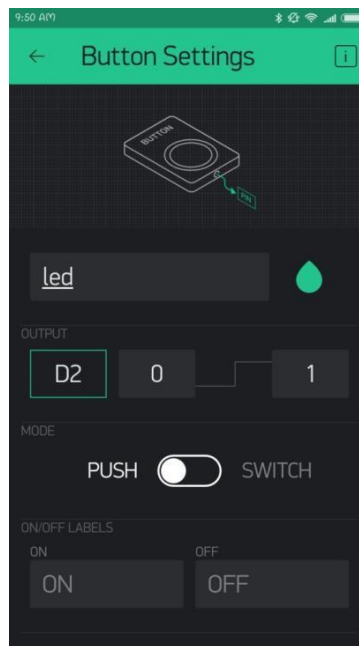 9:50 AM
← Button Settings i
BUTTON
PIN
led
OUTPUT
D2 0 1
MODE
PUSH SWITCH
ON/OFF LABELS
ON OFF
ON OFF